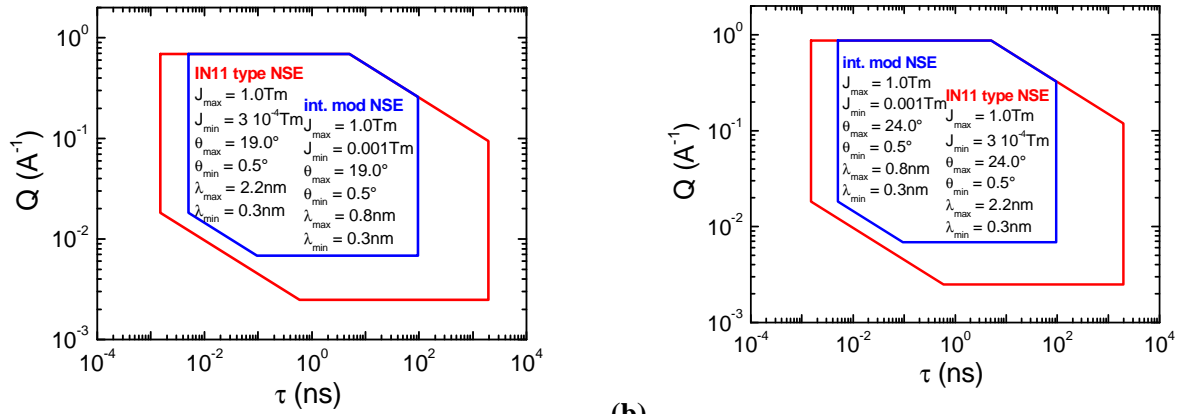 10^0
10^-1
10^-2
10^-3
Q (A^-1)
IN11 type NSE
J_max = 1.0Tm
J_min = 3 10^-4Tm
θ_max = 19.0°
θ_min = 0.5°
λ_max = 2.2nm
λ_min = 0.3nm
int. mod NSE
J_max = 1.0Tm
J_min = 0.001Tm
θ_max = 19.0°
θ_min = 0.5°
λ_max = 0.8nm
λ_min = 0.3nm
10^-4 10^-2 10^0 10^2 10^4
τ (ns)
10^0
10^-1
10^-2
10^-3
Q (A^-1)
int. mod NSE
J_max = 1.0Tm
J_min = 0.001Tm
θ_max = 24.0°
θ_min = 0.5°
λ_max = 0.8nm
λ_min = 0.3nm
IN11 type NSE
J_max = 1.0Tm
J_min = 3 10^-4Tm
θ_max = 24.0°
θ_min = 0.5°
λ_max = 2.2nm
λ_min = 0.3nm
10^-4 10^-2 10^0 10^2 10^4
τ (ns)
(b)